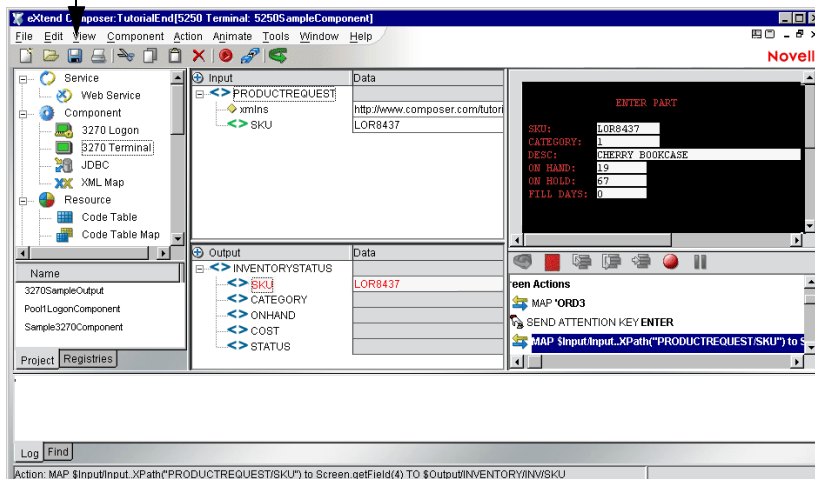 eXtend Composer:TutorialEnd[5250 Terminal: 5250SampleComponent]
File Edit View Component Action Animate Tools Window Help
Novell
Service
Web Service
Component
3270 Logon
3270 Terminal
JDBC
XML Map
Resource
Code Table
Code Table Map
Name
3270SampleOutput
Pool1LogonComponent
Sample3270Component
Project Registries
Input Data
PRODUCTREQUEST
xmlns http://www.composer.com/tutori
SKU LOR8437
Output Data
INVENTORYSTATUS
SKU LOR8437
CATEGORY
ONHAND
COST
STATUS
ENTER PART
SKU: LOR8437
CATEGORY: 1
DESC: CHERRY BOOKCASE
ON HAND: 19
ON HOLD: 67
FILL DAYS: 0
reen Actions
MAP 'ORD3
SEND ATTENTION KEY ENTER
MAP $Input/Input..XPath("PRODUCTREQUEST/SKU") to S
Log Find
Action: MAP $Input/Input..XPath("PRODUCTREQUEST/SKU") to Screen.getField(4) TO $Output/INVENTORY/INV/SKU